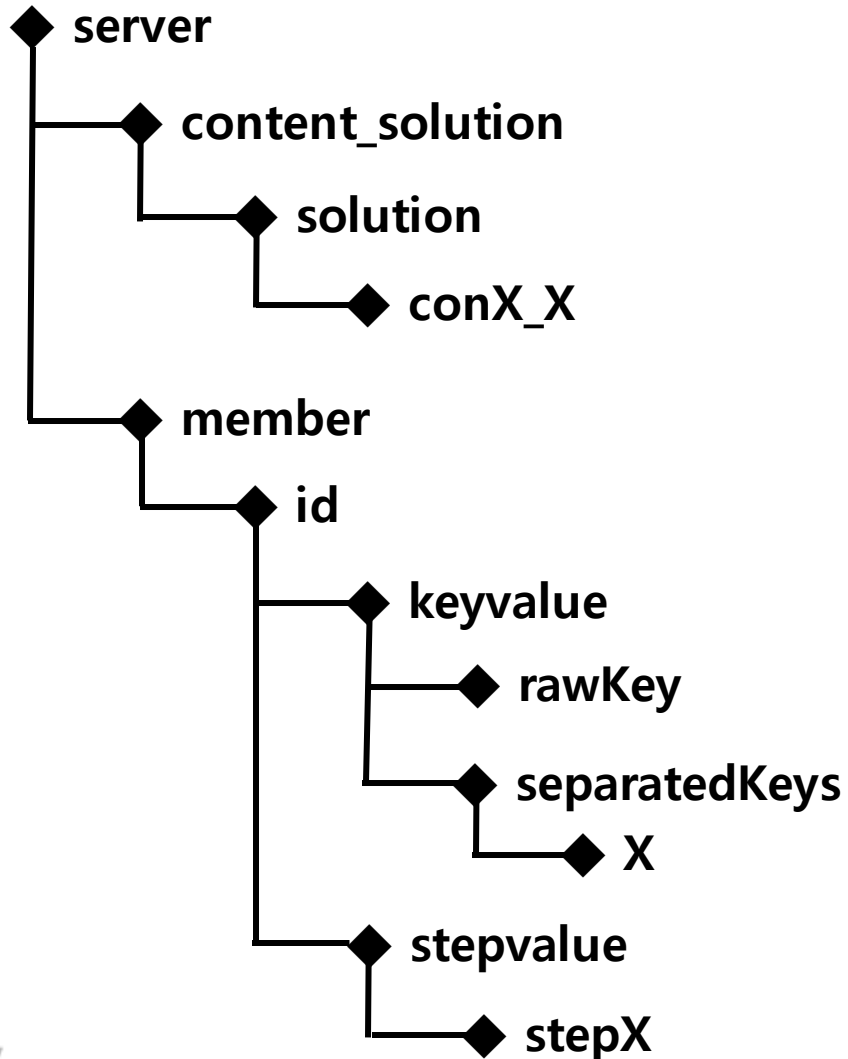 server
content_solution
solution
conX_X
member
id
keyvalue
rawKey
separatedKeys
X
stepvalue
stepX